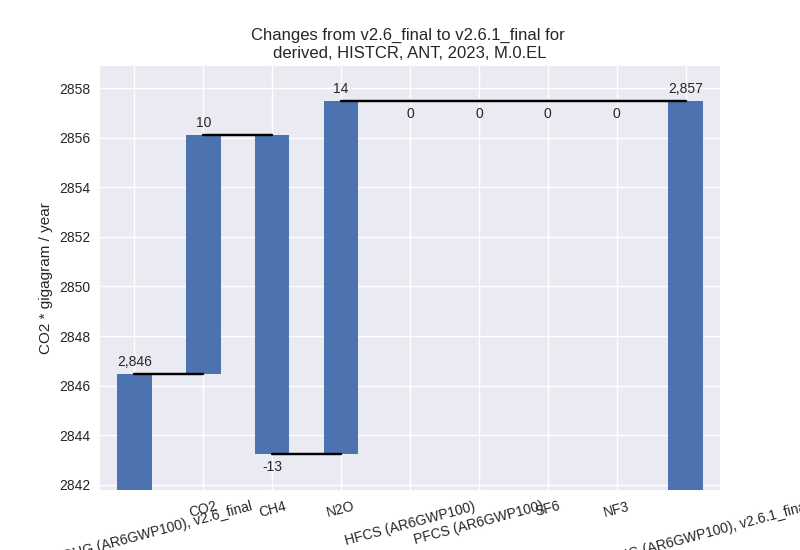 Changes from v2.6_final to v2.6.1_final for
derived, HISTCR, ANT, 2023, M.0.EL
CO2 * gigagram / year
2858
2856
2854
2852
2850
2848
2846
2844
2842
2,846
10
-13
14
0
0
0
0
2,857
(AR6GWP100), v2.6_final
CO2
CH4
N2O
HFCS (AR6GWP100)
PFCS (AR6GWP100)
SF6
NF3
(AR6GWP100), v2.6.1_final